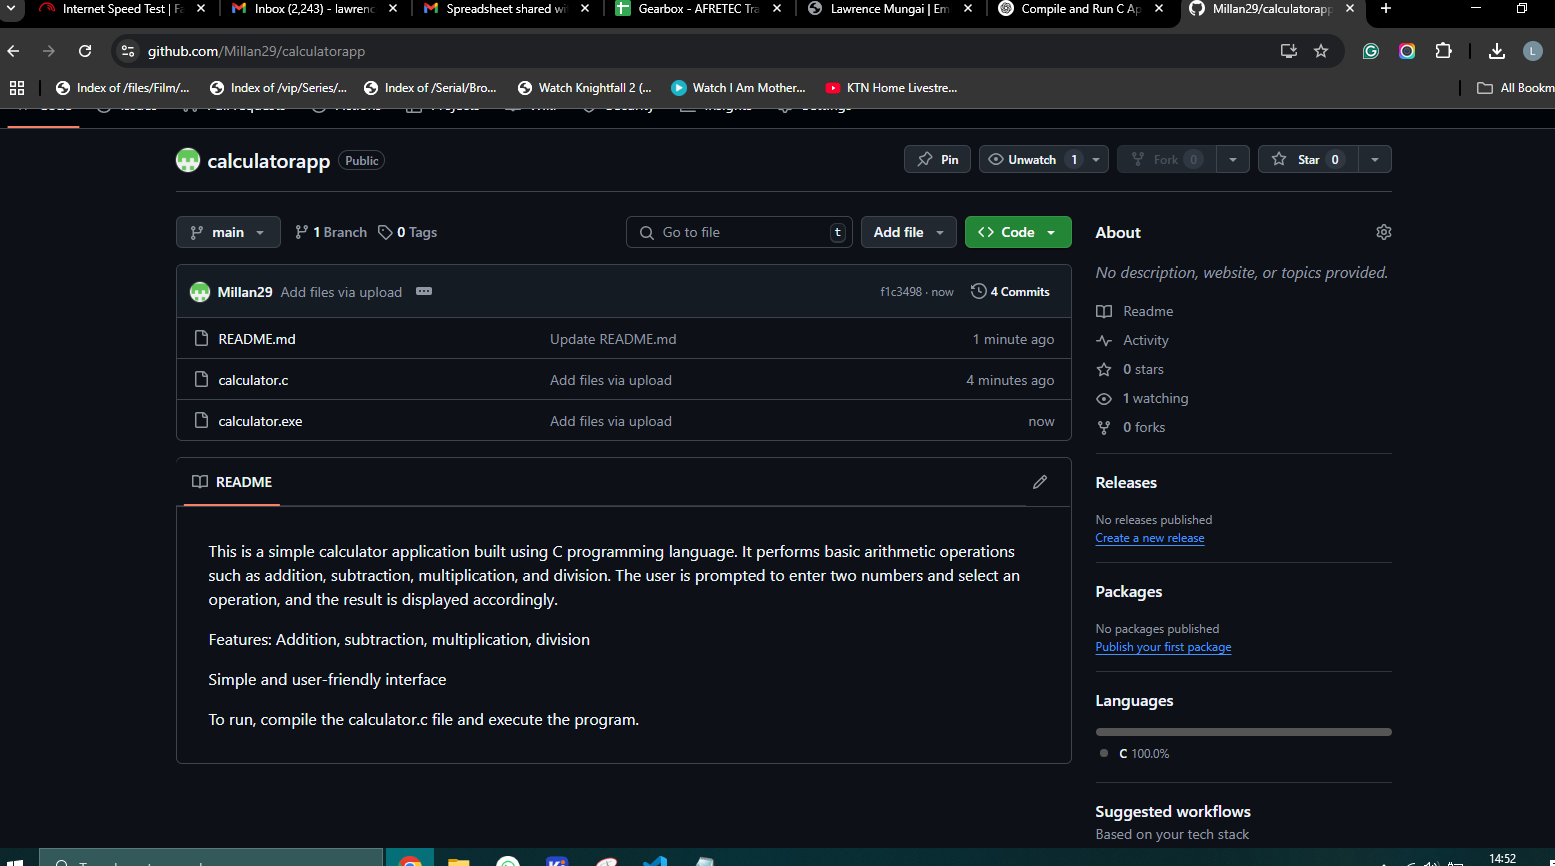 Internet Speed Test | Fa
Inbox (2,243) - lawrenc
Spreadsheet shared wi
Gearbox - AFRETEC Tra
Lawrence Mungai | Em
Compile and Run C Ap
Millan29/calculatorapp
github.com/Millan29/calculatorapp
L
Index of /files/Film/...
Index of /vip/Series/...
Index of /Serial/Bro...
Watch Knightfall 2 (...
Watch I Am Mother...
KTN Home Livestre...
All Bookm
calculatorapp Public
Pin
Unwatch 1
Fork 0
Star 0
main
1 Branch
0 Tags
Go to file t
Add file
<> Code
Millan29 Add files via upload
f1c3498 · now
4 Commits
README.md Update README.md 1 minute ago
calculator.c Add files via upload 4 minutes ago
calculator.exe Add files via upload now
README
This is a simple calculator application built using C programming language. It performs basic arithmetic operations
such as addition, subtraction, multiplication, and division. The user is prompted to enter two numbers and select an
operation, and the result is displayed accordingly.
Features: Addition, subtraction, multiplication, division
Simple and user-friendly interface
To run, compile the calculator.c file and execute the program.
About
No description, website, or topics provided.
Readme
Activity
0 stars
1 watching
0 forks
Releases
No releases published
Create a new release
Packages
No packages published
Publish your first package
Languages
C 100.0%
Suggested workflows
Based on your tech stack
14:52